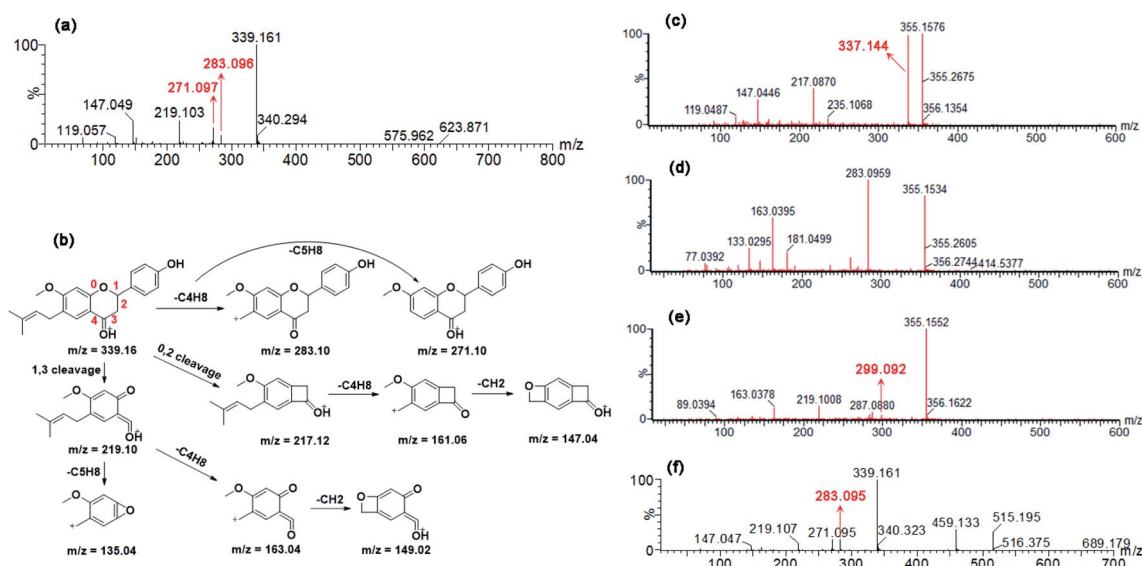 (a)
100
%
0
339.161
283.096
271.097
147.049
219.103
119.057
340.294
575.962
623.871
100 200 300 400 500 600 700 800
m/z
(b)
OH
O
O
0
1
2
3
4
OH
+
m/z = 339.16
-C4H8
-C5H8
OH
O
O
O
+
m/z = 283.10
OH
O
O
OH
+
m/z = 271.10
1,3 cleavage
0,2 cleavage
O
O
OH
+
m/z = 219.10
O
OH
+
m/z = 217.12
-C4H8
O
O
+
m/z = 161.06
-CH2
O
OH
+
m/z = 147.04
-C5H8
O
O
+
m/z = 135.04
-C4H8
O
O
O
+
m/z = 163.04
-CH2
O
O
OH
+
m/z = 149.02
(c)
100
%
0
355.1576
337.144
217.0870
355.2675
147.0446
119.0487
235.1068
356.1354
100 200 300 400 500 600
m/z
(d)
100
%
0
283.0959
355.1534
163.0395
355.2605
133.0295
181.0499
77.0392
356.2744
414.5377
100 200 300 400 500 600
m/z
(e)
100
%
0
355.1552
299.092
163.0378
219.1008
287.0880
89.0394
356.1622
100 200 300 400 500 600
m/z
(f)
100
%
0
339.161
283.095
219.107
271.095
340.323
459.133
515.195
147.047
516.375
689.179
100 200 300 400 500 600 700
m/z